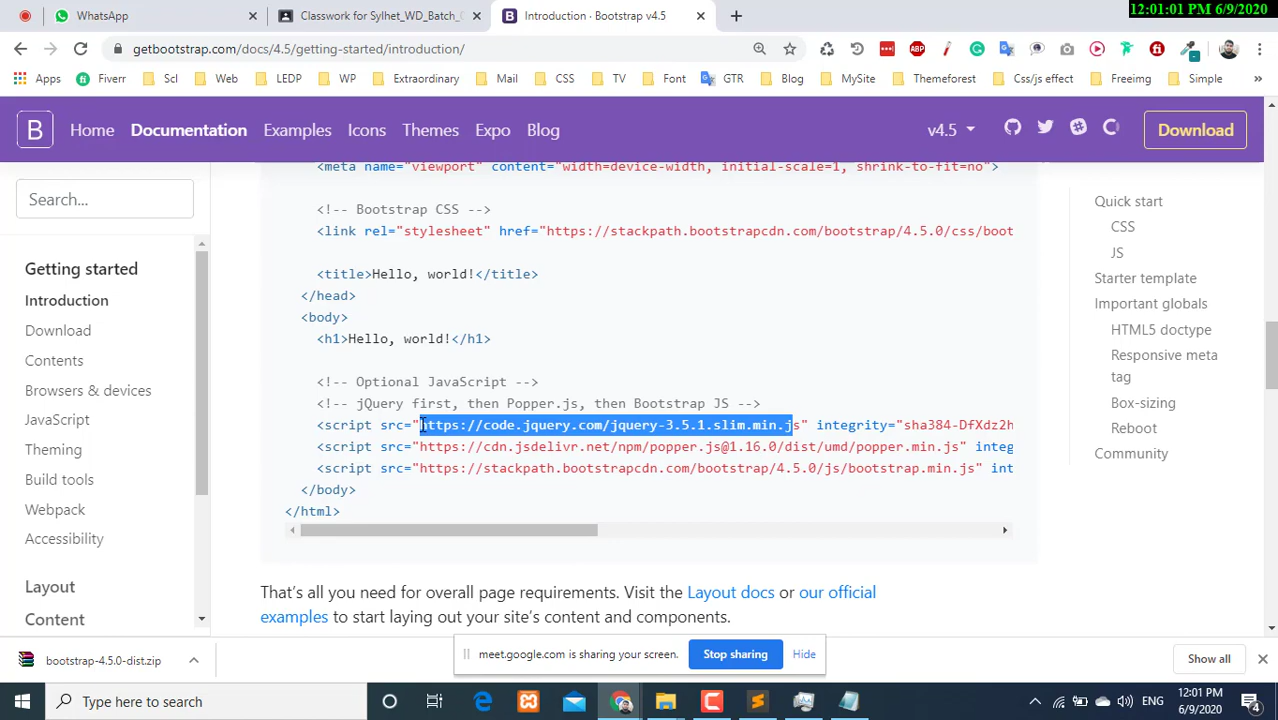 12:01:01 PM 6/9/2020
WhatsApp
Classwork for Sylhet_WD_Batch_
Introduction · Bootstrap v4.5
getbootstrap.com/docs/4.5/getting-started/introduction/
ABP
Apps Fiverr Scl Web LEDP WP Extraordinary Mail CSS TV Font GTR Blog MySite Themeforest Css/js effect Freeimg Simple »
B Home Documentation Examples Icons Themes Expo Blog v4.5 Download
<meta name="viewport" content="width=device-width, initial-scale=1, shrink-to-fit=no">
Search...
<!-- Bootstrap CSS -->
<link rel="stylesheet" href="https://stackpath.bootstrapcdn.com/bootstrap/4.5.0/css/boot
<title>Hello, world!</title>
</head>
<body>
<h1>Hello, world!</h1>
<!-- Optional JavaScript -->
<!-- jQuery first, then Popper.js, then Bootstrap JS -->
<script src="https://code.jquery.com/jquery-3.5.1.slim.min.js" integrity="sha384-DfXdz2h
<script src="https://cdn.jsdelivr.net/npm/popper.js@1.16.0/dist/umd/popper.min.js" integ
<script src="https://stackpath.bootstrapcdn.com/bootstrap/4.5.0/js/bootstrap.min.js" int
</body>
</html>
Getting started
Introduction
Download
Contents
Browsers & devices
JavaScript
Theming
Build tools
Webpack
Accessibility
Layout
Content
Quick start
CSS
JS
Starter template
Important globals
HTML5 doctype
Responsive meta
tag
Box-sizing
Reboot
Community
That's all you need for overall page requirements. Visit the Layout docs or our official
examples to start laying out your site's content and components.
meet.google.com is sharing your screen. Stop sharing Hide
bootstrap-4.5.0-dist.zip
Show all
Type here to search
ENG
12:01 PM
6/9/2020
4